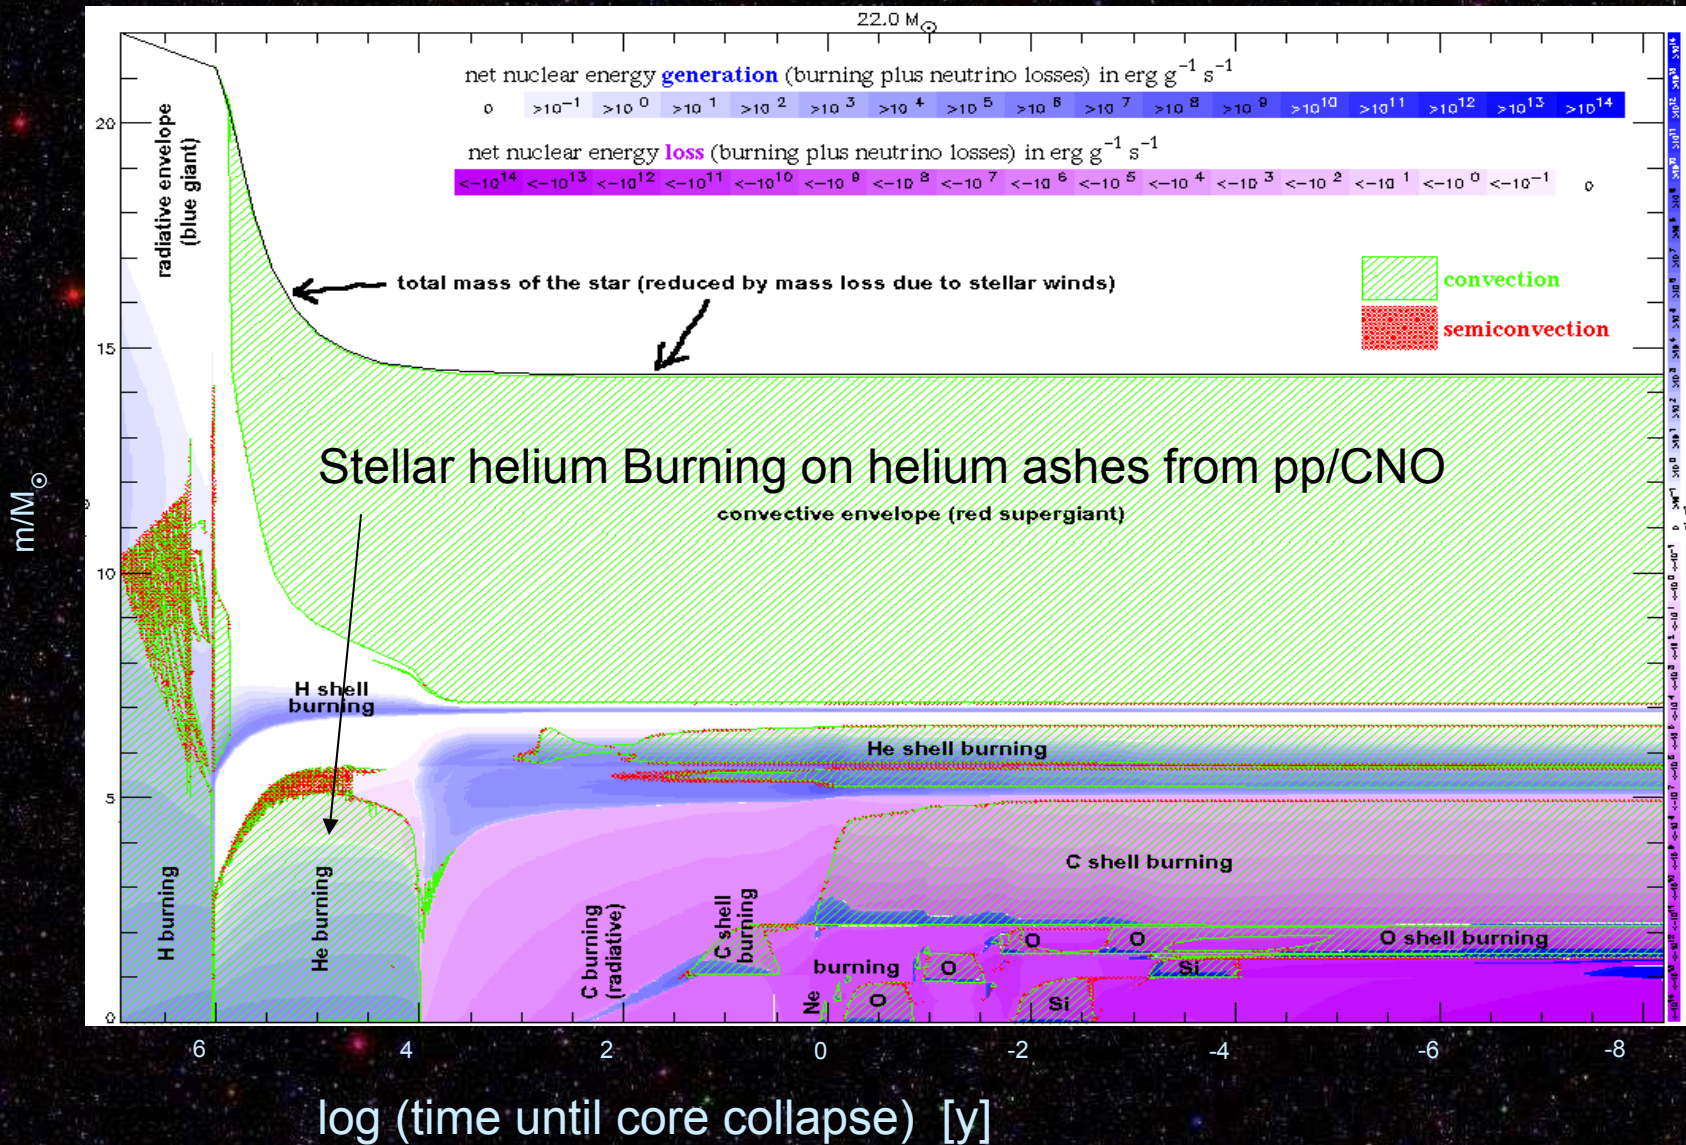 22.0 M☉
net nuclear energy generation (burning plus neutrino losses) in erg g⁻¹ s⁻¹
0 >10⁻¹ >10⁰ >10¹ >10² >10³ >10⁴ >10⁵ >10⁶ >10⁷ >10⁸ >10⁹ >10¹⁰ >10¹¹ >10¹² >10¹³ >10¹⁴
net nuclear energy loss (burning plus neutrino losses) in erg g⁻¹ s⁻¹
<-10¹⁴ <-10¹³ <-10¹² <-10¹¹ <-10¹⁰ <-10⁹ <-10⁸ <-10⁷ <-10⁶ <-10⁵ <-10⁴ <-10³ <-10² <-10¹ <-10⁰ <-10⁻¹ 0
radiative envelope
(blue giant)
convection
semiconvection
total mass of the star (reduced by mass loss due to stellar winds)
Stellar helium Burning on helium ashes from pp/CNO
convective envelope (red supergiant)
20
15
10
5
0
m/M☉
H shell
burning
He shell burning
C shell burning
H burning
He burning
C burning
(radiative)
C shell
burning
Ne
burning
O
O
O
O
O shell burning
Si
Si
6 4 2 0 -2 -4 -6 -8
log (time until core collapse) [y]